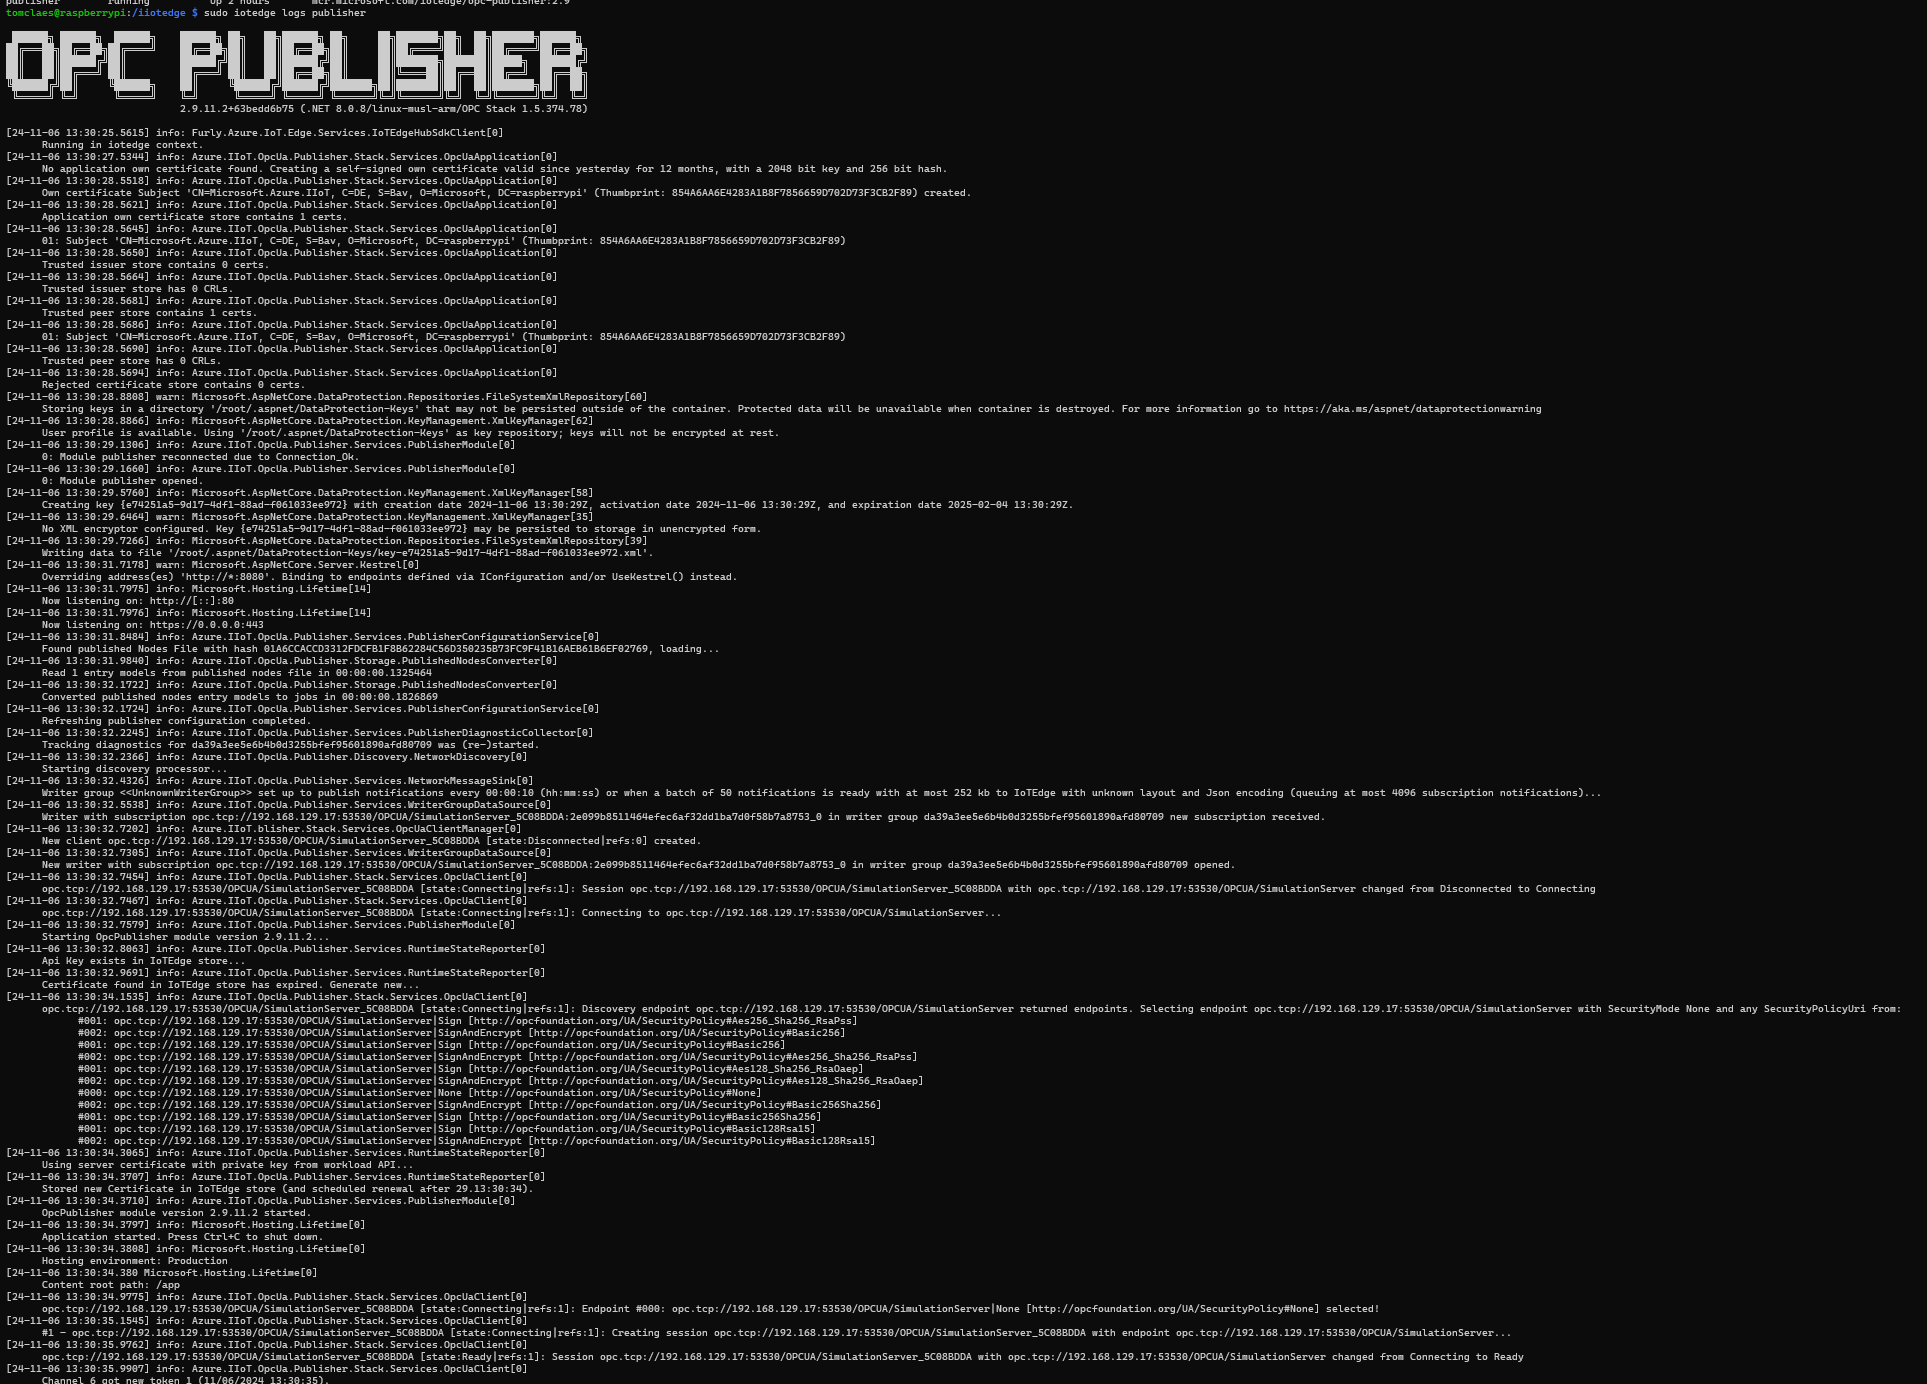 publisher        running          Up 2 hours       mcr.microsoft.com/iotedge/opc-publisher:2.9
tomclaes@raspberrypi:/iiotedge $ sudo iotedge logs publisher
OPC PUBLISHER
2.9.11.2+63bedd6b75 (.NET 8.0.8/linux-musl-arm/OPC Stack 1.5.374.78)
[24-11-06 13:30:25.5615] info: Furly.Azure.IoT.Edge.Services.IoTEdgeHubSdkClient[0]
Running in iotedge context.
[24-11-06 13:30:27.5344] info: Azure.IIoT.OpcUa.Publisher.Stack.Services.OpcUaApplication[0]
No application own certificate found. Creating a self-signed own certificate valid since yesterday for 12 months, with a 2048 bit key and 256 bit hash.
[24-11-06 13:30:28.5518] info: Azure.IIoT.OpcUa.Publisher.Stack.Services.OpcUaApplication[0]
Own certificate Subject 'CN=Microsoft.Azure.IIoT, C=DE, S=Bav, O=Microsoft, DC=raspberrypi' (Thumbprint: 854A6AA6E4283A1B8F7856659D702D73F3CB2F89) created.
[24-11-06 13:30:28.5621] info: Azure.IIoT.OpcUa.Publisher.Stack.Services.OpcUaApplication[0]
Application own certificate store contains 1 certs.
[24-11-06 13:30:28.5645] info: Azure.IIoT.OpcUa.Publisher.Stack.Services.OpcUaApplication[0]
01: Subject 'CN=Microsoft.Azure.IIoT, C=DE, S=Bav, O=Microsoft, DC=raspberrypi' (Thumbprint: 854A6AA6E4283A1B8F7856659D702D73F3CB2F89)
[24-11-06 13:30:28.5650] info: Azure.IIoT.OpcUa.Publisher.Stack.Services.OpcUaApplication[0]
Trusted issuer store contains 0 certs.
[24-11-06 13:30:28.5664] info: Azure.IIoT.OpcUa.Publisher.Stack.Services.OpcUaApplication[0]
Trusted issuer store has 0 CRLs.
[24-11-06 13:30:28.5681] info: Azure.IIoT.OpcUa.Publisher.Stack.Services.OpcUaApplication[0]
Trusted peer store contains 1 certs.
[24-11-06 13:30:28.5686] info: Azure.IIoT.OpcUa.Publisher.Stack.Services.OpcUaApplication[0]
01: Subject 'CN=Microsoft.Azure.IIoT, C=DE, S=Bav, O=Microsoft, DC=raspberrypi' (Thumbprint: 854A6AA6E4283A1B8F7856659D702D73F3CB2F89)
[24-11-06 13:30:28.5690] info: Azure.IIoT.OpcUa.Publisher.Stack.Services.OpcUaApplication[0]
Trusted peer store has 0 CRLs.
[24-11-06 13:30:28.5694] info: Azure.IIoT.OpcUa.Publisher.Stack.Services.OpcUaApplication[0]
Rejected certificate store contains 0 certs.
[24-11-06 13:30:28.8808] warn: Microsoft.AspNetCore.DataProtection.Repositories.FileSystemXmlRepository[60]
Storing keys in a directory '/root/.aspnet/DataProtection-Keys' that may not be persisted outside of the container. Protected data will be unavailable when container is destroyed. For more information go to https://aka.ms/aspnet/dataprotectionwarning
[24-11-06 13:30:28.8866] info: Microsoft.AspNetCore.DataProtection.KeyManagement.XmlKeyManager[62]
User profile is available. Using '/root/.aspnet/DataProtection-Keys' as key repository; keys will not be encrypted at rest.
[24-11-06 13:30:29.1306] info: Azure.IIoT.OpcUa.Publisher.Services.PublisherModule[0]
0: Module publisher reconnected due to Connection_Ok.
[24-11-06 13:30:29.1660] info: Azure.IIoT.OpcUa.Publisher.Services.PublisherModule[0]
0: Module publisher opened.
[24-11-06 13:30:29.5760] info: Microsoft.AspNetCore.DataProtection.KeyManagement.XmlKeyManager[58]
Creating key {e74251a5-9d17-4df1-88ad-f061033ee972} with creation date 2024-11-06 13:30:29Z, activation date 2024-11-06 13:30:29Z, and expiration date 2025-02-04 13:30:29Z.
[24-11-06 13:30:29.6464] warn: Microsoft.AspNetCore.DataProtection.KeyManagement.XmlKeyManager[35]
No XML encryptor configured. Key {e74251a5-9d17-4df1-88ad-f061033ee972} may be persisted to storage in unencrypted form.
[24-11-06 13:30:29.7266] info: Microsoft.AspNetCore.DataProtection.Repositories.FileSystemXmlRepository[39]
Writing data to file '/root/.aspnet/DataProtection-Keys/key-e74251a5-9d17-4df1-88ad-f061033ee972.xml'.
[24-11-06 13:30:31.7178] warn: Microsoft.AspNetCore.Server.Kestrel[0]
Overriding address(es) 'http://*:8080'. Binding to endpoints defined via IConfiguration and/or UseKestrel() instead.
[24-11-06 13:30:31.7975] info: Microsoft.Hosting.Lifetime[14]
Now listening on: http://[::]:80
[24-11-06 13:30:31.7976] info: Microsoft.Hosting.Lifetime[14]
Now listening on: https://0.0.0.0:443
[24-11-06 13:30:31.8484] info: Azure.IIoT.OpcUa.Publisher.Services.PublisherConfigurationService[0]
Found published Nodes File with hash 01A6CCACCD3312FDCFB1F8B62284C56D350235B73FC9F41B16AEB61B6EF02769, loading...
[24-11-06 13:30:31.9840] info: Azure.IIoT.OpcUa.Publisher.Storage.PublishedNodesConverter[0]
Read 1 entry models from published nodes file in 00:00:00.1325464
[24-11-06 13:30:32.1722] info: Azure.IIoT.OpcUa.Publisher.Storage.PublishedNodesConverter[0]
Converted published nodes entry models to jobs in 00:00:00.1826869
[24-11-06 13:30:32.1724] info: Azure.IIoT.OpcUa.Publisher.Services.PublisherConfigurationService[0]
Refreshing publisher configuration completed.
[24-11-06 13:30:32.2245] info: Azure.IIoT.OpcUa.Publisher.Services.PublisherDiagnosticCollector[0]
Tracking diagnostics for da39a3ee5e6b4b0d3255bfef95601890afd80709 was (re-)started.
[24-11-06 13:30:32.2366] info: Azure.IIoT.OpcUa.Publisher.Discovery.NetworkDiscovery[0]
Starting discovery processor...
[24-11-06 13:30:32.4326] info: Azure.IIoT.OpcUa.Publisher.Services.NetworkMessageSink[0]
Writer group <<UnknownWriterGroup>> set up to publish notifications every 00:00:10 (hh:mm:ss) or when a batch of 50 notifications is ready with at most 252 kb to IoTEdge with unknown layout and Json encoding (queuing at most 4096 subscription notifications)...
[24-11-06 13:30:32.5538] info: Azure.IIoT.OpcUa.Publisher.Services.WriterGroupDataSource[0]
Writer with subscription opc.tcp://192.168.129.17:53530/OPCUA/SimulationServer_5C08BDDA:2e099b8511464efec6af32dd1ba7d0f58b7a8753_0 in writer group da39a3ee5e6b4b0d3255bfef95601890afd80709 new subscription received.
[24-11-06 13:30:32.7202] info: Azure.IIoT.blisher.Stack.Services.OpcUaClientManager[0]
New client opc.tcp://192.168.129.17:53530/OPCUA/SimulationServer_5C08BDDA [state:Disconnected|refs:0] created.
[24-11-06 13:30:32.7305] info: Azure.IIoT.OpcUa.Publisher.Services.WriterGroupDataSource[0]
New writer with subscription opc.tcp://192.168.129.17:53530/OPCUA/SimulationServer_5C08BDDA:2e099b8511464efec6af32dd1ba7d0f58b7a8753_0 in writer group da39a3ee5e6b4b0d3255bfef95601890afd80709 opened.
[24-11-06 13:30:32.7454] info: Azure.IIoT.OpcUa.Publisher.Stack.Services.OpcUaClient[0]
opc.tcp://192.168.129.17:53530/OPCUA/SimulationServer_5C08BDDA [state:Connecting|refs:1]: Session opc.tcp://192.168.129.17:53530/OPCUA/SimulationServer_5C08BDDA with opc.tcp://192.168.129.17:53530/OPCUA/SimulationServer changed from Disconnected to Connecting
[24-11-06 13:30:32.7467] info: Azure.IIoT.OpcUa.Publisher.Stack.Services.OpcUaClient[0]
opc.tcp://192.168.129.17:53530/OPCUA/SimulationServer_5C08BDDA [state:Connecting|refs:1]: Connecting to opc.tcp://192.168.129.17:53530/OPCUA/SimulationServer...
[24-11-06 13:30:32.7579] info: Azure.IIoT.OpcUa.Publisher.Services.PublisherModule[0]
Starting OpcPublisher module version 2.9.11.2...
[24-11-06 13:30:32.8063] info: Azure.IIoT.OpcUa.Publisher.Services.RuntimeStateReporter[0]
Api Key exists in IoTEdge store...
[24-11-06 13:30:32.9691] info: Azure.IIoT.OpcUa.Publisher.Services.RuntimeStateReporter[0]
Certificate found in IoTEdge store has expired. Generate new...
[24-11-06 13:30:34.1535] info: Azure.IIoT.OpcUa.Publisher.Stack.Services.OpcUaClient[0]
opc.tcp://192.168.129.17:53530/OPCUA/SimulationServer_5C08BDDA [state:Connecting|refs:1]: Discovery endpoint opc.tcp://192.168.129.17:53530/OPCUA/SimulationServer returned endpoints. Selecting endpoint opc.tcp://192.168.129.17:53530/OPCUA/SimulationServer with SecurityMode None and any SecurityPolicyUri from:
#001: opc.tcp://192.168.129.17:53530/OPCUA/SimulationServer|Sign [http://opcfoundation.org/UA/SecurityPolicy#Aes256_Sha256_RsaPss]
#002: opc.tcp://192.168.129.17:53530/OPCUA/SimulationServer|SignAndEncrypt [http://opcfoundation.org/UA/SecurityPolicy#Basic256]
#001: opc.tcp://192.168.129.17:53530/OPCUA/SimulationServer|Sign [http://opcfoundation.org/UA/SecurityPolicy#Basic256]
#002: opc.tcp://192.168.129.17:53530/OPCUA/SimulationServer|SignAndEncrypt [http://opcfoundation.org/UA/SecurityPolicy#Aes256_Sha256_RsaPss]
#001: opc.tcp://192.168.129.17:53530/OPCUA/SimulationServer|Sign [http://opcfoundation.org/UA/SecurityPolicy#Aes128_Sha256_RsaOaep]
#002: opc.tcp://192.168.129.17:53530/OPCUA/SimulationServer|SignAndEncrypt [http://opcfoundation.org/UA/SecurityPolicy#Aes128_Sha256_RsaOaep]
#000: opc.tcp://192.168.129.17:53530/OPCUA/SimulationServer|None [http://opcfoundation.org/UA/SecurityPolicy#None]
#002: opc.tcp://192.168.129.17:53530/OPCUA/SimulationServer|SignAndEncrypt [http://opcfoundation.org/UA/SecurityPolicy#Basic256Sha256]
#001: opc.tcp://192.168.129.17:53530/OPCUA/SimulationServer|Sign [http://opcfoundation.org/UA/SecurityPolicy#Basic256Sha256]
#001: opc.tcp://192.168.129.17:53530/OPCUA/SimulationServer|Sign [http://opcfoundation.org/UA/SecurityPolicy#Basic128Rsa15]
#002: opc.tcp://192.168.129.17:53530/OPCUA/SimulationServer|SignAndEncrypt [http://opcfoundation.org/UA/SecurityPolicy#Basic128Rsa15]
[24-11-06 13:30:34.3065] info: Azure.IIoT.OpcUa.Publisher.Services.RuntimeStateReporter[0]
Using server certificate with private key from workload API...
[24-11-06 13:30:34.3707] info: Azure.IIoT.OpcUa.Publisher.Services.RuntimeStateReporter[0]
Stored new Certificate in IoTEdge store (and scheduled renewal after 29.13:30:34).
[24-11-06 13:30:34.3710] info: Azure.IIoT.OpcUa.Publisher.Services.PublisherModule[0]
OpcPublisher module version 2.9.11.2 started.
[24-11-06 13:30:34.3797] info: Microsoft.Hosting.Lifetime[0]
Application started. Press Ctrl+C to shut down.
[24-11-06 13:30:34.3808] info: Microsoft.Hosting.Lifetime[0]
Hosting environment: Production
[24-11-06 13:30:34.380 Microsoft.Hosting.Lifetime[0]
Content root path: /app
[24-11-06 13:30:34.9775] info: Azure.IIoT.OpcUa.Publisher.Stack.Services.OpcUaClient[0]
opc.tcp://192.168.129.17:53530/OPCUA/SimulationServer_5C08BDDA [state:Connecting|refs:1]: Endpoint #000: opc.tcp://192.168.129.17:53530/OPCUA/SimulationServer|None [http://opcfoundation.org/UA/SecurityPolicy#None] selected!
[24-11-06 13:30:35.1545] info: Azure.IIoT.OpcUa.Publisher.Stack.Services.OpcUaClient[0]
#1 - opc.tcp://192.168.129.17:53530/OPCUA/SimulationServer_5C08BDDA [state:Connecting|refs:1]: Creating session opc.tcp://192.168.129.17:53530/OPCUA/SimulationServer_5C08BDDA with endpoint opc.tcp://192.168.129.17:53530/OPCUA/SimulationServer...
[24-11-06 13:30:35.9762] info: Azure.IIoT.OpcUa.Publisher.Stack.Services.OpcUaClient[0]
opc.tcp://192.168.129.17:53530/OPCUA/SimulationServer_5C08BDDA [state:Ready|refs:1]: Session opc.tcp://192.168.129.17:53530/OPCUA/SimulationServer_5C08BDDA with opc.tcp://192.168.129.17:53530/OPCUA/SimulationServer changed from Connecting to Ready
[24-11-06 13:30:35.9907] info: Azure.IIoT.OpcUa.Publisher.Stack.Services.OpcUaClient[0]
Channel 6 got new token 1 (11/06/2024 13:30:35).